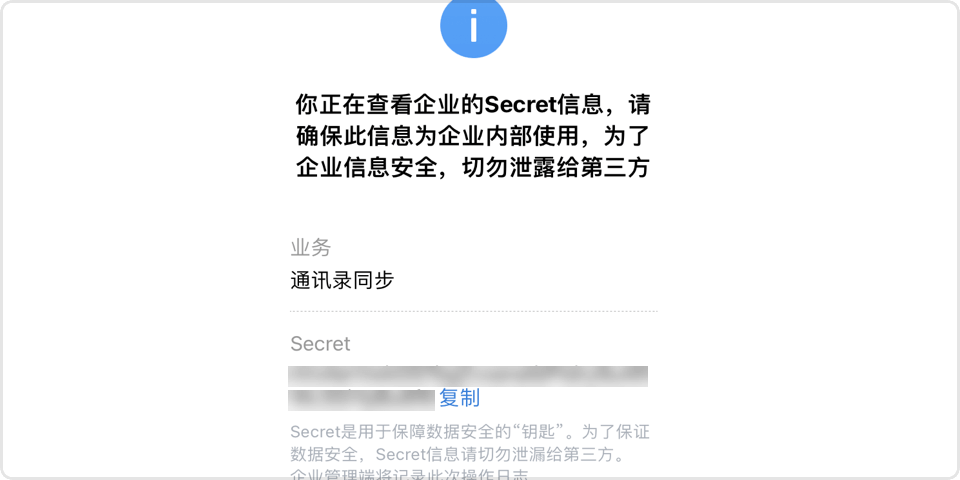 你正在查看企业的Secret信息，请
确保此信息为企业内部使用，为了
企业信息安全，切勿泄露给第三方
业务
通讯录同步
Secret
复制
Secret是用于保障数据安全的“钥匙”。为了保证
数据安全，Secret信息请切勿泄漏给第三方。
企业管理端将记录此次操作日志